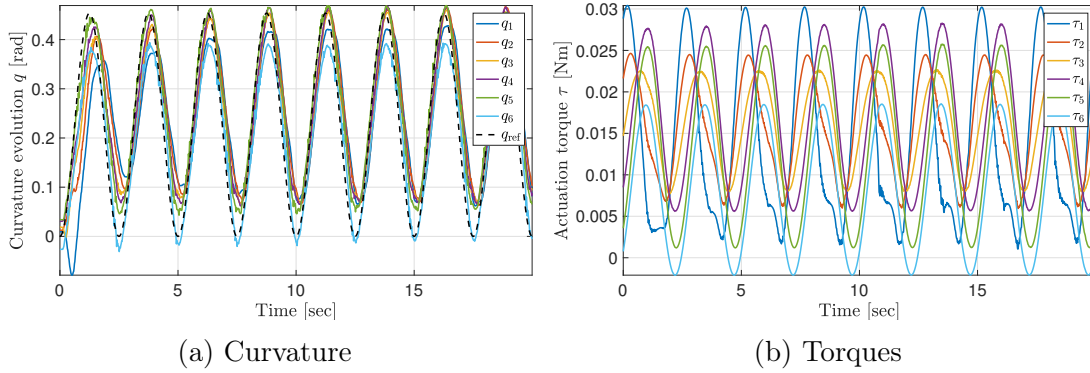 0.4
0.3
0.2
0.1
0
Curvature evolution q [rad]
0 5 10 15
Time [sec]
q1
q2
q3
q4
q5
q6
qref
(a) Curvature
0.03
0.025
0.02
0.015
0.01
0.005
0
Actuation torque τ [Nm]
0 5 10 15
Time [sec]
τ1
τ2
τ3
τ4
τ5
τ6
(b) Torques